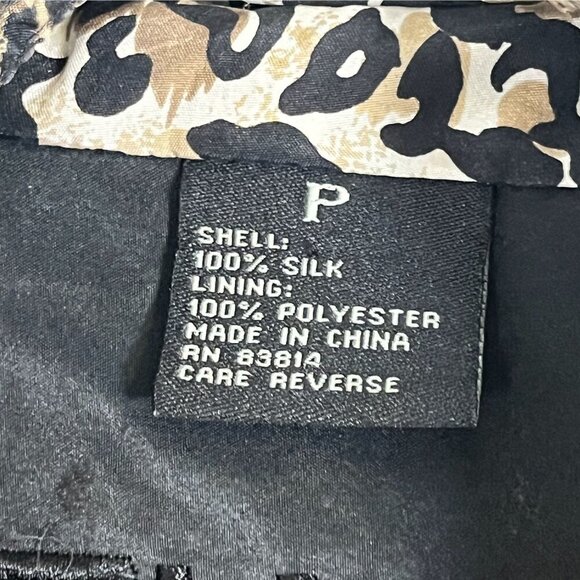 P
SHELL:
100% SILK
LINING:
100% POLYESTER
MADE IN CHINA
RN 83814
CARE REVERSE